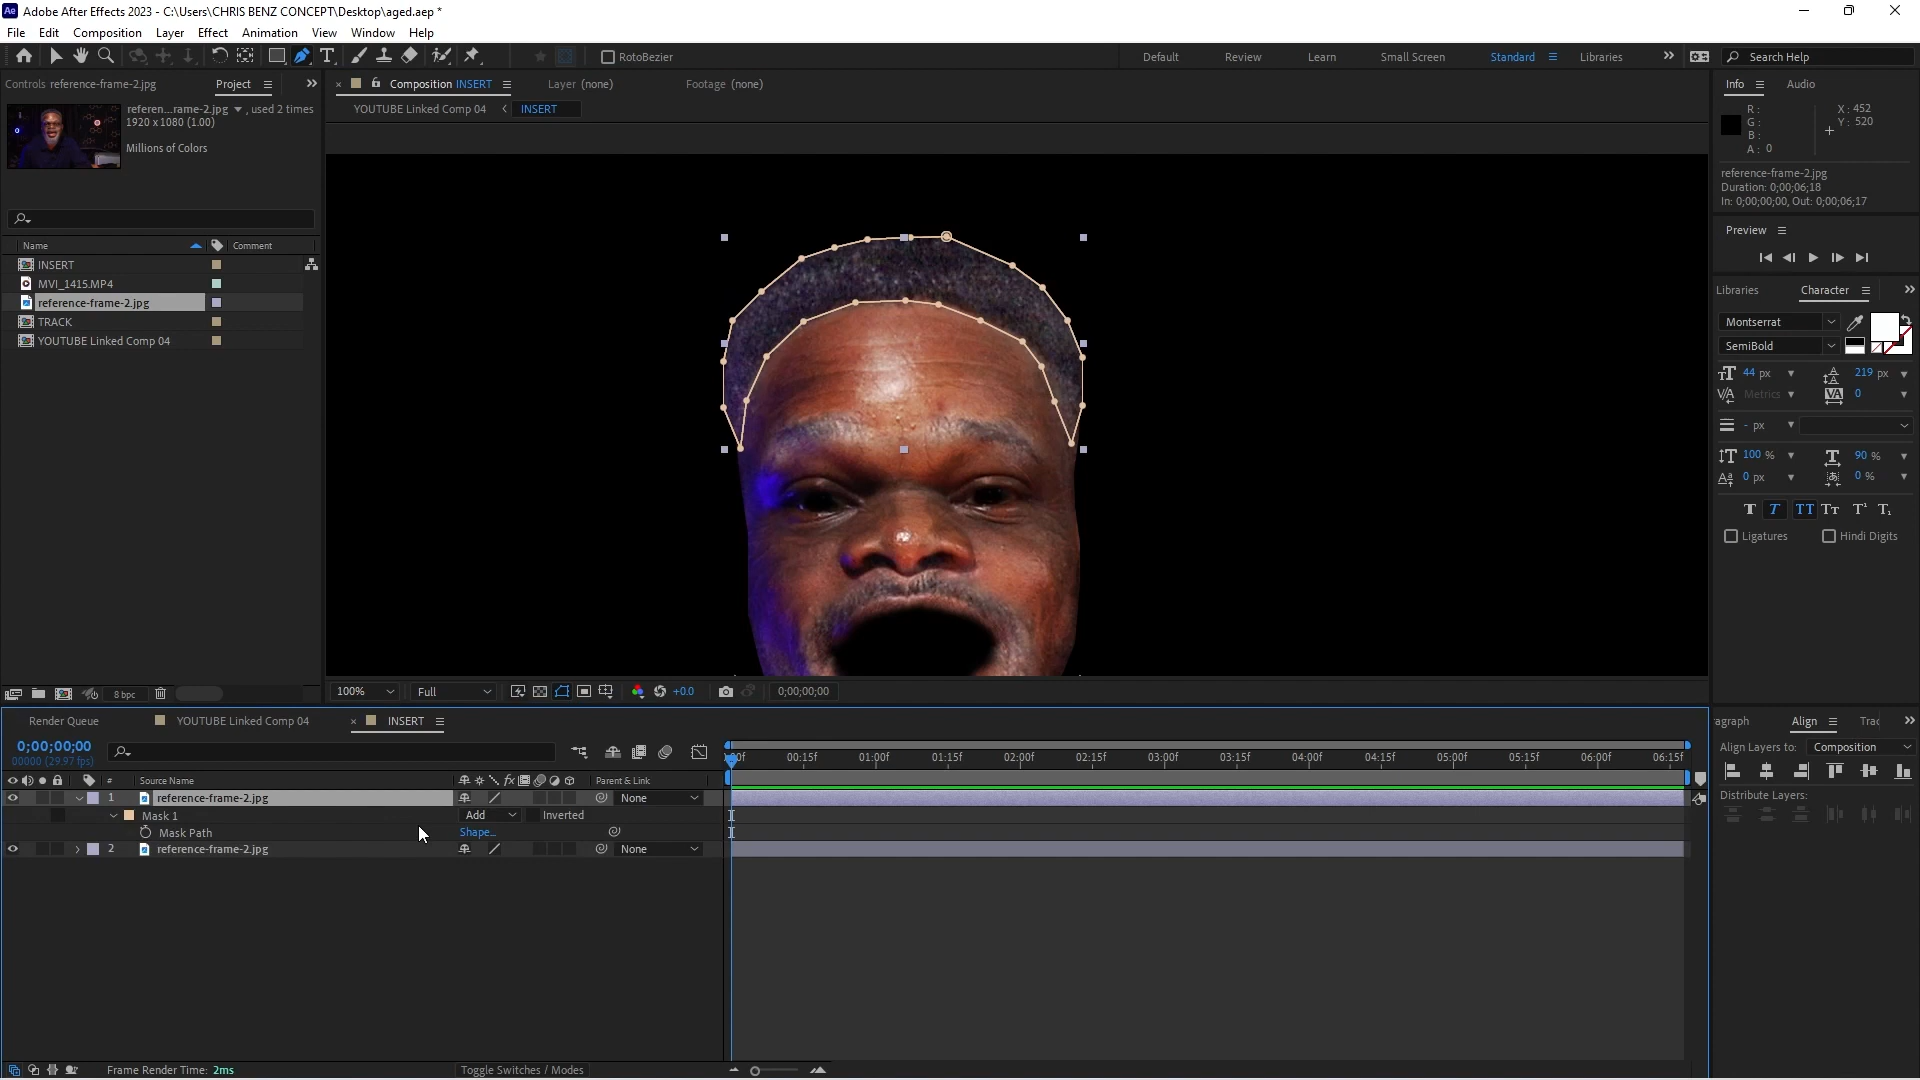 Adobe After Effects 2023 - C:\Users\CHRIS BENZ CONCEPT\Desktop\aged.aep *
File Edit Composition Layer Effect Animation View Window Help
RotoBezier
Default Review Learn Small Screen Standard Libraries Search Help
Controls reference-frame-2.jpg Project
Composition INSERT Layer (none) Footage (none)
YOUTUBE Linked Comp 04 INSERT
referen...rame-2.jpg , used 2 times
1920 x 1080 (1.00)
Millions of Colors
Name Comment
INSERT
MVI_1415.MP4
reference-frame-2.jpg
TRACK
YOUTUBE Linked Comp 04
8 bpc
100% Full +0.0 0;00;00;00
Info Audio
R: X: 452
G: Y: 520
B:
A: 0
reference-frame-2.jpg
Duration: 0;00;06;18
In: 0;00;00;00, Out: 0;00;06;17
Preview
Libraries Character
Montserrat
SemiBold
44 px 219 px
Metrics 0
- px
100 % 90 %
0 px 0 %
T T TT Tт T¹ T₁
Ligatures Hindi Digits
Render Queue YOUTUBE Linked Comp 04 INSERT
0;00;00;00
00000 (29.97 fps)
00f 00:15f 01:00f 01:15f 02:00f 02:15f 03:00f 03:15f 04:00f 04:15f 05:00f 05:15f 06:00f 06:15f
# Source Name fx Parent & Link
1 reference-frame-2.jpg None
Mask 1 Add Inverted
Mask Path Shape...
2 reference-frame-2.jpg None
Frame Render Time: 2ms Toggle Switches / Modes
aragraph Align Trac
Align Layers to: Composition
Distribute Layers: